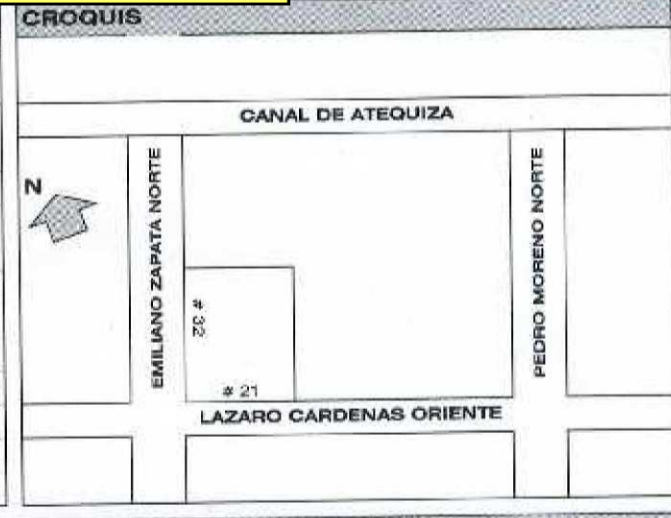 CROQUIS
CANAL DE ATEQUIZA
N
EMILIANO ZAPATA NORTE
PEDRO MORENO NORTE
# 32
# 21
LAZARO CARDENAS ORIENTE